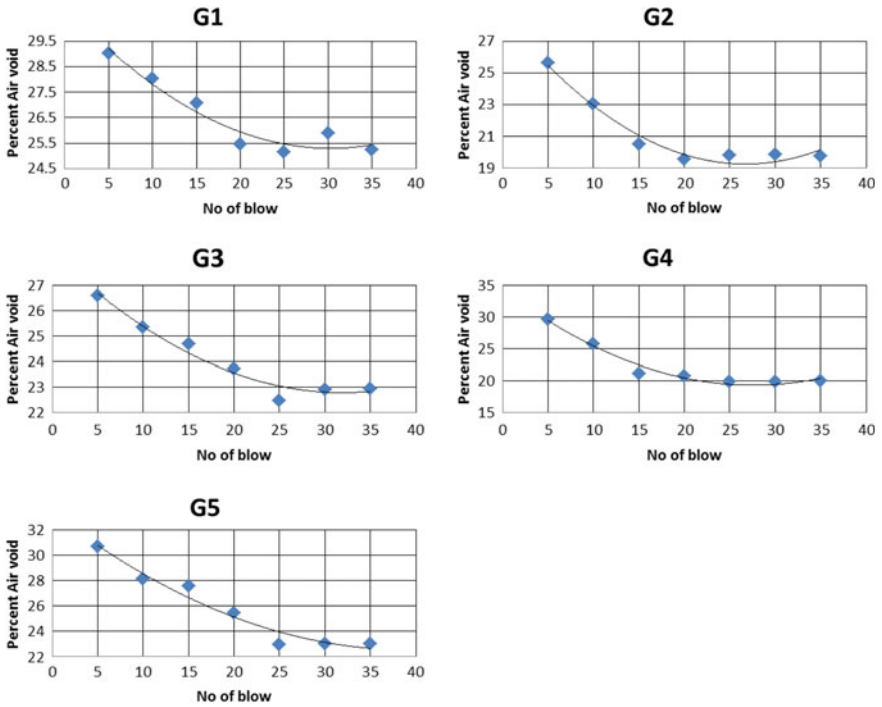 G1
Percent Air void
29.5
28.5
27.5
26.5
25.5
24.5
0 5 10 15 20 25 30 35 40
No of blow
G2
Percent Air void
27
25
23
21
19
0 5 10 15 20 25 30 35 40
No of blow
G3
Percent Air void
27
26
25
24
23
22
0 5 10 15 20 25 30 35 40
No of blow
G4
Percent Air void
35
30
25
20
15
0 5 10 15 20 25 30 35 40
No of blow
G5
Percent Air void
32
30
28
26
24
22
0 5 10 15 20 25 30 35 40
No of blow